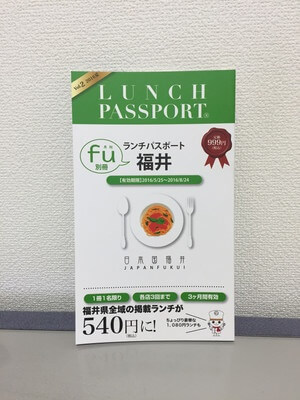 Vol.2
LUNCH
PASSPORT®
定価
999円
(税込)
fu
別冊
ランチパスポート
福井
【有効期間】2016/5/25～2016/8/24
日本国福井
JAPANFUKUI
1冊1名限り
各店3回まで
3ヶ月間有効
福井県全域の掲載ランチが
540円に!
(税込)
ちょっぴり豪華な
1,080円ランチも